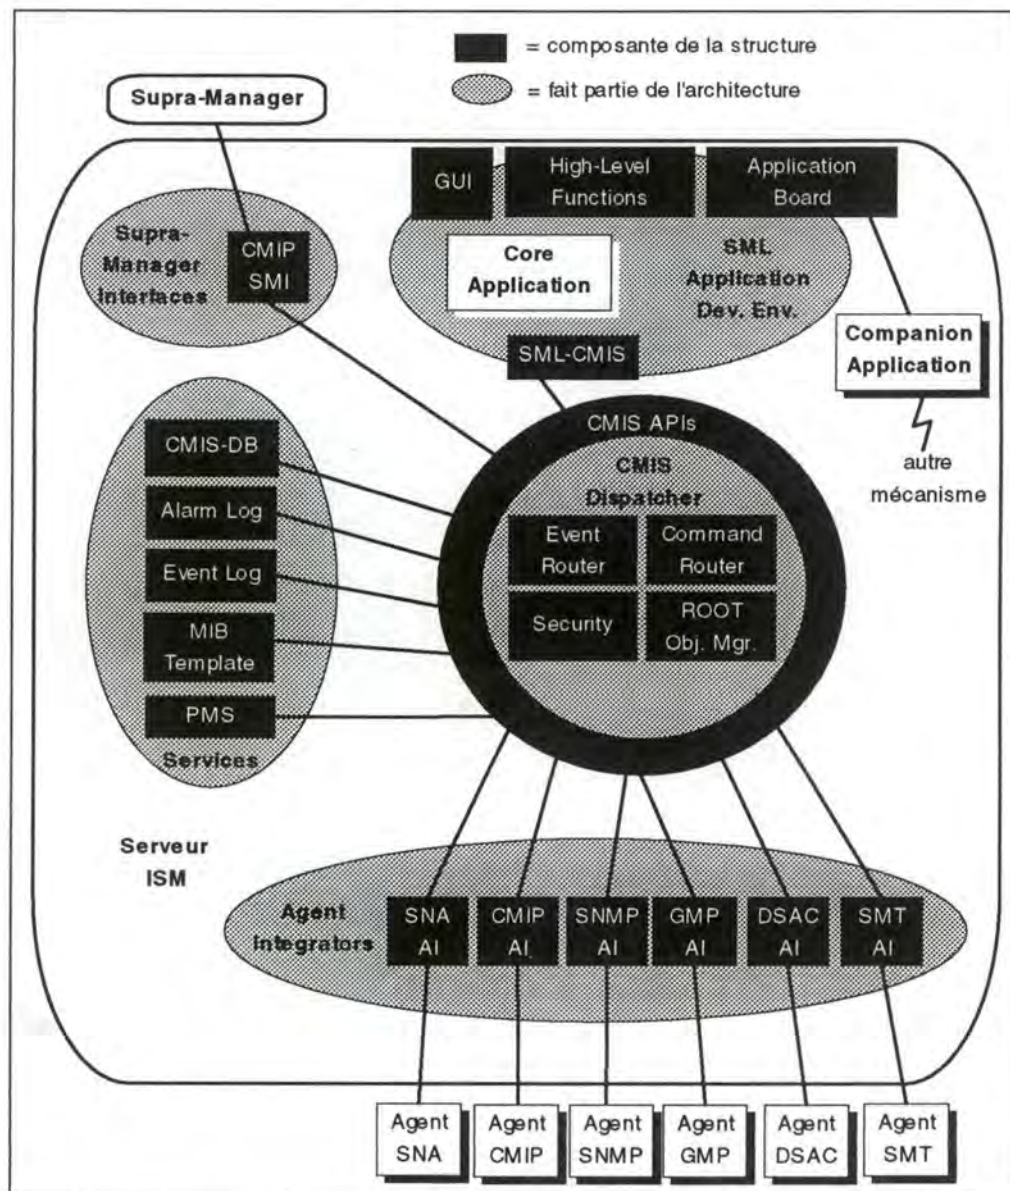 = composante de la structure
= fait partie de l'architecture
Supra-Manager
GUI
High-Level
Functions
Application
Board
Supra-
Manager
Interfaces
CMIP
SMI
Core
Application
SML
Application
Dev. Env.
SML-CMIS
Companion
Application
autre
mécanisme
CMIS APIs
CMIS
Dispatcher
Event
Router
Command
Router
Security
ROOT
Obj. Mgr.
CMIS-DB
Alarm Log
Event Log
MIB
Template
PMS
Services
Serveur
ISM
Agent
Integrators
SNA
AI
CMIP
AI
SNMP
AI
GMP
AI
DSAC
AI
SMT
AI
Agent
SNA
Agent
CMIP
Agent
SNMP
Agent
GMP
Agent
DSAC
Agent
SMT